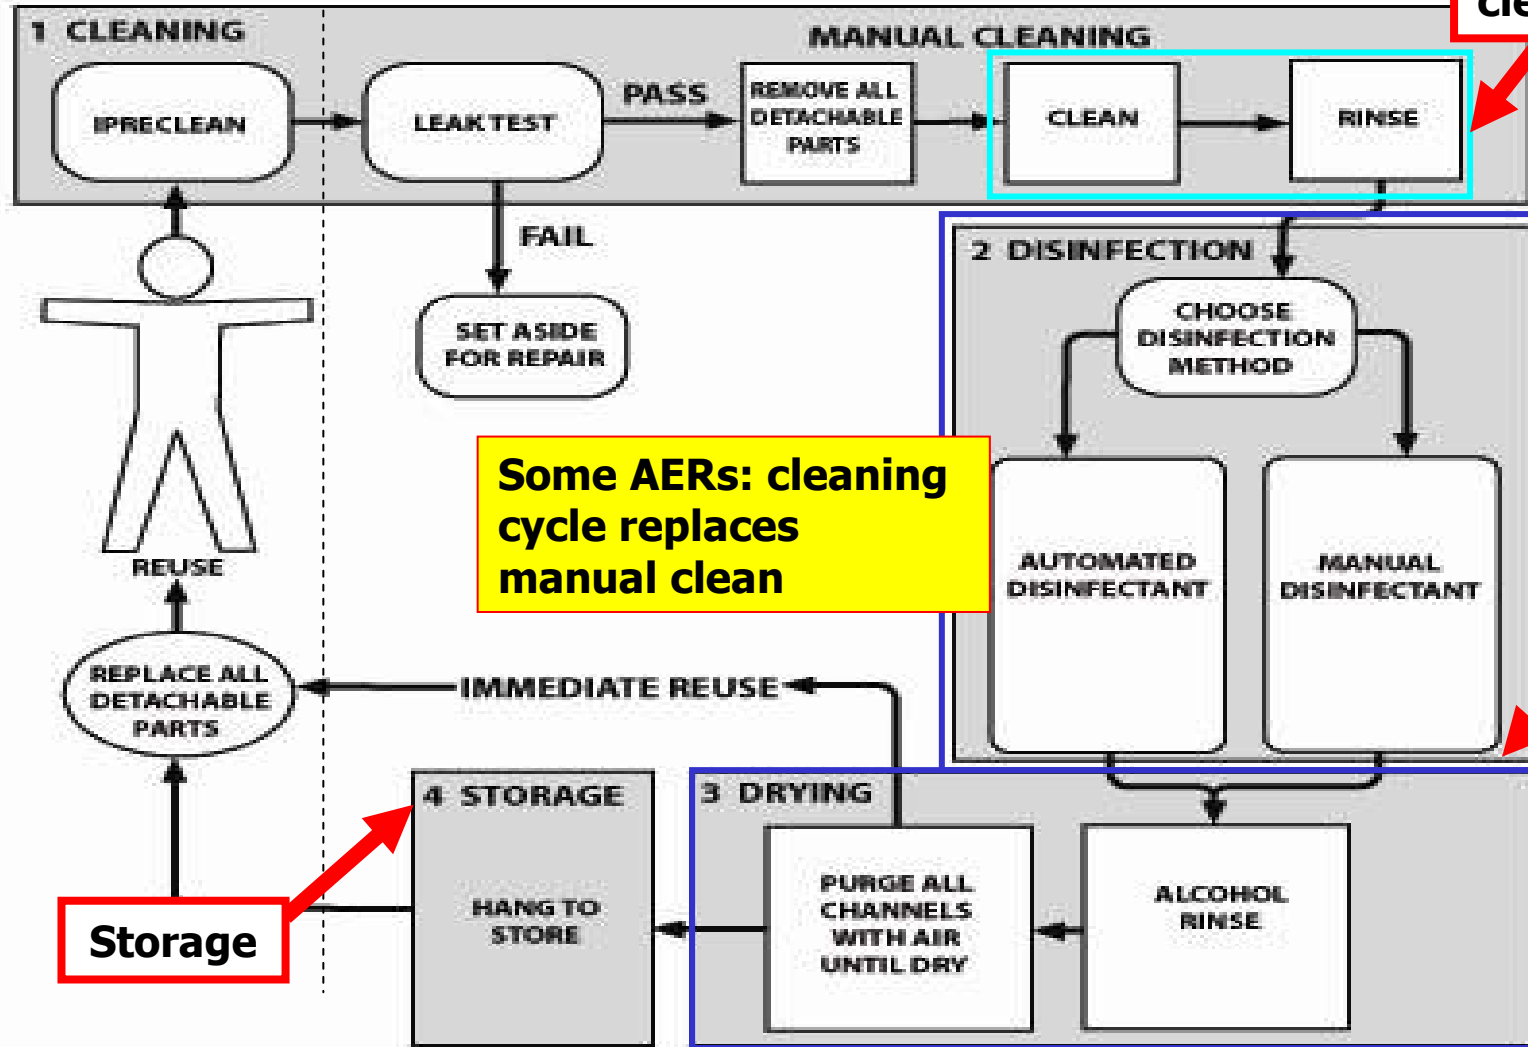 1 CLEANING
MANUAL CLEANING
IPRECLEAN
LEAK TEST
PASS
REMOVE ALL
DETACHABLE
PARTS
CLEAN
RINSE
FAIL
SET ASIDE
FOR REPAIR
2 DISINFECTION
CHOOSE
DISINFECTION
METHOD
Some AERs: cleaning
cycle replaces
manual clean
AUTOMATED
DISINFECTANT
MANUAL
DISINFECTANT
REUSE
REPLACE ALL
DETACHABLE
PARTS
IMMEDIATE REUSE
4 STORAGE
3 DRYING
HANG TO
STORE
PURGE ALL
CHANNELS
WITH AIR
UNTIL DRY
ALCOHOL
RINSE
Storage